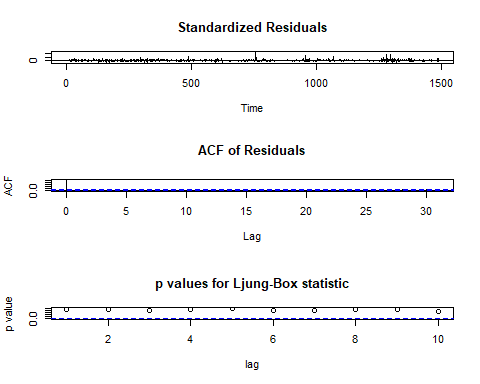 Standardized Residuals
0
0 500 1000 1500
Time
ACF of Residuals
ACF
0.0
0 5 10 15 20 25 30
Lag
p values for Ljung-Box statistic
p value
0.0
2 4 6 8 10
lag